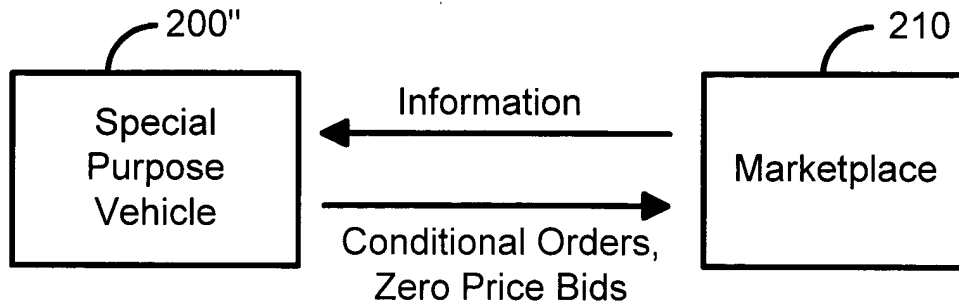 200"
210
Special
Purpose
Vehicle
Information
Conditional Orders,
Zero Price Bids
Marketplace